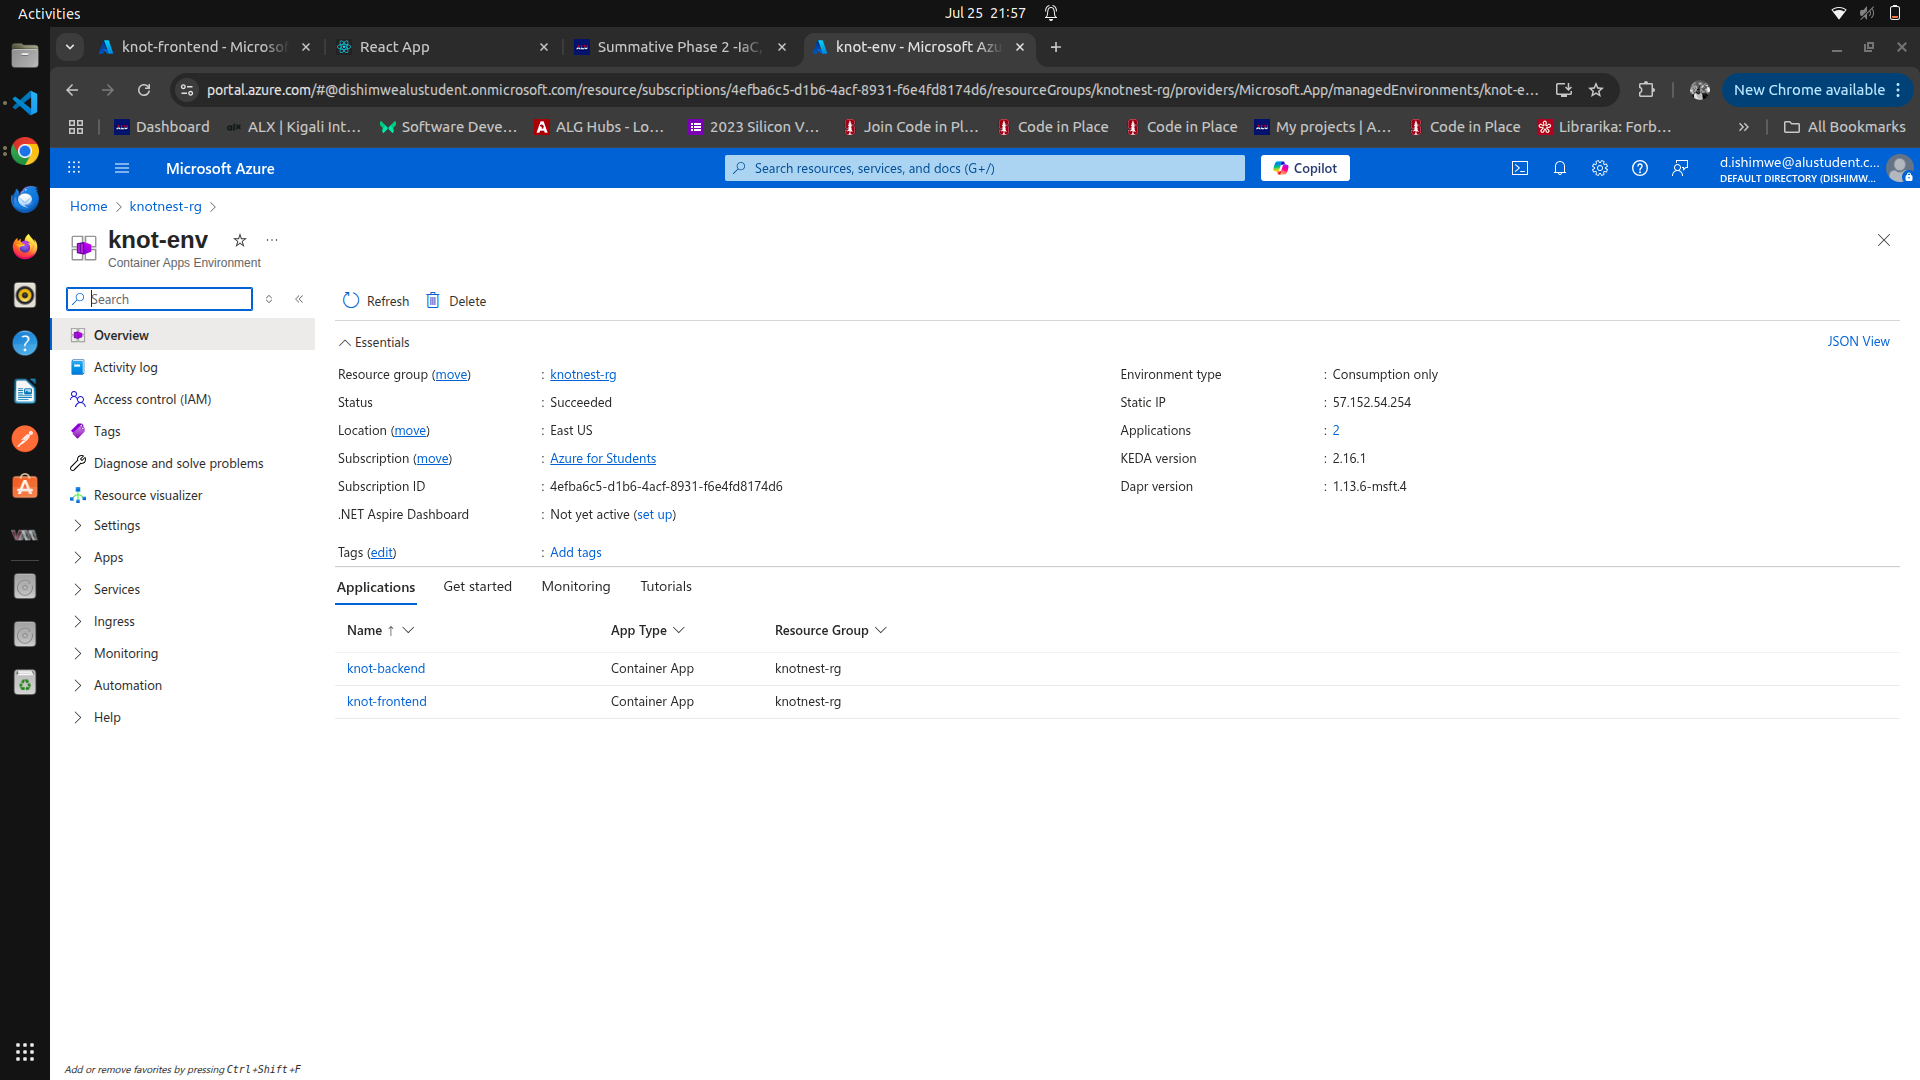 Activities
Jul 25 21:57
knot-frontend - Microsof
React App
Summative Phase 2 -IaC,
knot-env - Microsoft Azu
portal.azure.com/#@dishimwealustudent.onmicrosoft.com/resource/subscriptions/4efba6c5-d1b6-4acf-8931-f6e4fd8174d6/resourceGroups/knotnest-rg/providers/Microsoft.App/managedEnvironments/knot-e...
New Chrome available
Dashboard
ALX | Kigali Int...
Software Deve...
ALG Hubs - Lo...
2023 Silicon V...
Join Code in Pl...
Code in Place
Code in Place
My projects | A...
Code in Place
Librarika: Forb...
All Bookmarks
Microsoft Azure
Search resources, services, and docs (G+/)
Copilot
d.ishimwe@alustudent.c...
DEFAULT DIRECTORY (DISHIMW...
Home
knotnest-rg
knot-env
Container Apps Environment
Search
Overview
Activity log
Access control (IAM)
Tags
Diagnose and solve problems
Resource visualizer
Settings
Apps
Services
Ingress
Monitoring
Automation
Help
Refresh
Delete
Essentials
JSON View
Resource group (move) : knotnest-rg
Status : Succeeded
Location (move) : East US
Subscription (move) : Azure for Students
Subscription ID : 4efba6c5-d1b6-4acf-8931-f6e4fd8174d6
.NET Aspire Dashboard : Not yet active (set up)
Environment type : Consumption only
Static IP : 57.152.54.254
Applications : 2
KEDA version : 2.16.1
Dapr version : 1.13.6-msft.4
Tags (edit) : Add tags
Applications
Get started
Monitoring
Tutorials
Name ↑ App Type Resource Group
knot-backend Container App knotnest-rg
knot-frontend Container App knotnest-rg
Add or remove favorites by pressing Ctrl+Shift+F